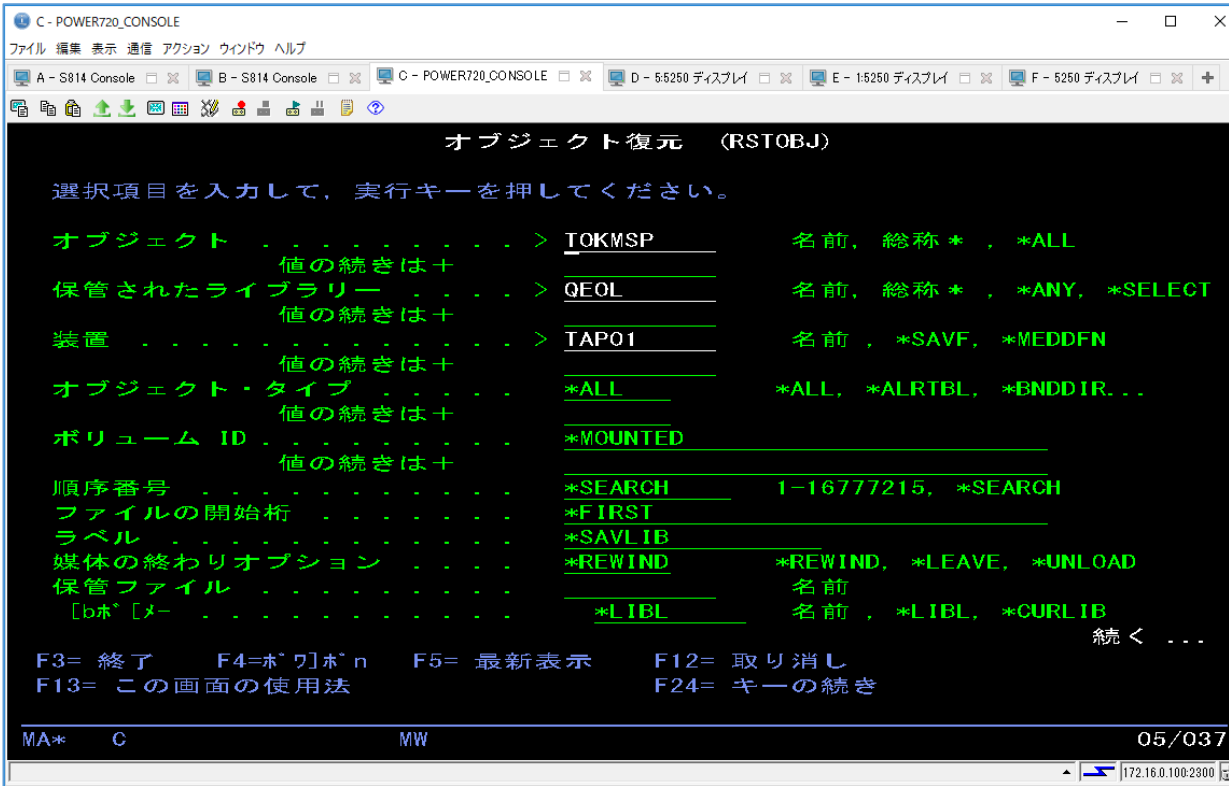 C - POWER720_CONSOLE
ファイル 編集 表示 通信 アクション ウィンドウ ヘルプ
A - S814 Console B - S814 Console C - POWER720_CONSOLE D - 5:5250 ディスプレイ E - 1:5250 ディスプレイ F - 5250 ディスプレイ
オブジェクト復元 (RSTOBJ)
選択項目を入力して, 実行キーを押してください。
オブジェクト . . . . . . . . . > TOKMSP 名前, 総称* , *ALL
値の続きは+
保管されたライブラリー . . . . > QEOL 名前, 総称* , *ANY, *SELECT
値の続きは+
装置 . . . . . . . . . . . . . > TAP01 名前 , *SAVF, *MEDDFN
値の続きは+
オブジェクト・タイプ . . . . . *ALL *ALL, *ALRTBL, *BNDDIR...
値の続きは+
ボリューム ID . . . . . . . . . *MOUNTED
値の続きは+
順序番号 . . . . . . . . . . . *SEARCH 1-16777215, *SEARCH
ファイルの開始桁 . . . . . . . *FIRST
ラベル . . . . . . . . . . . . *SAVLIB
媒体の終わりオプション . . . . *REWIND *REWIND, *LEAVE, *UNLOAD
保管ファイル . . . . . . . . . 名前
[bホ゛[メー . . . . . . . . . . . *LIBL 名前 , *LIBL, *CURLIB
続く ...
F3= 終了 F4=ホ゜ワ]ホ゜n F5= 最新表示 F12= 取り消し
F13= この画面の使用法 F24= キーの続き
MA* C MW 05/037
172.16.0.100:2300